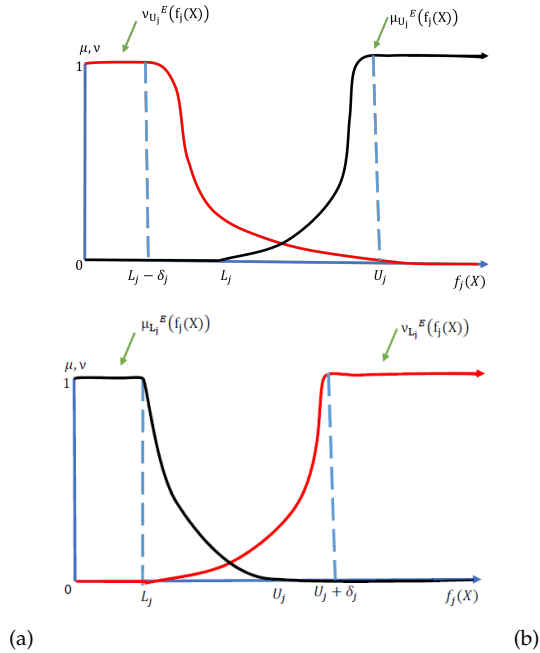 ν_{U_j}^E(f_j(X)) μ_{U_j}^E(f_j(X))
μ, ν
1
0
L_j − δ_j L_j U_j f_j(X)
μ_{L_j}^E(f_j(X)) ν_{L_j}^E(f_j(X))
μ, ν
1
0
L_j U_j U_j + δ_j f_j(X)
(a) (b)